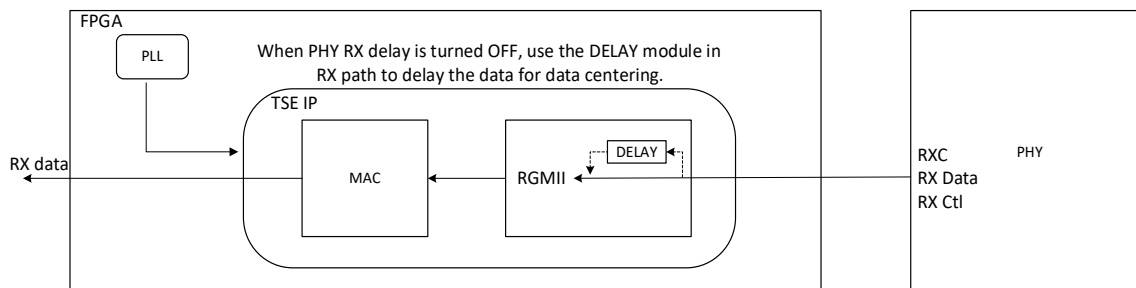 FPGA
PLL
When PHY RX delay is turned OFF, use the DELAY module in
RX path to delay the data for data centering.
TSE IP
DELAY
RX data
MAC
RGMII
RXC
PHY
RX Data
RX Ctl